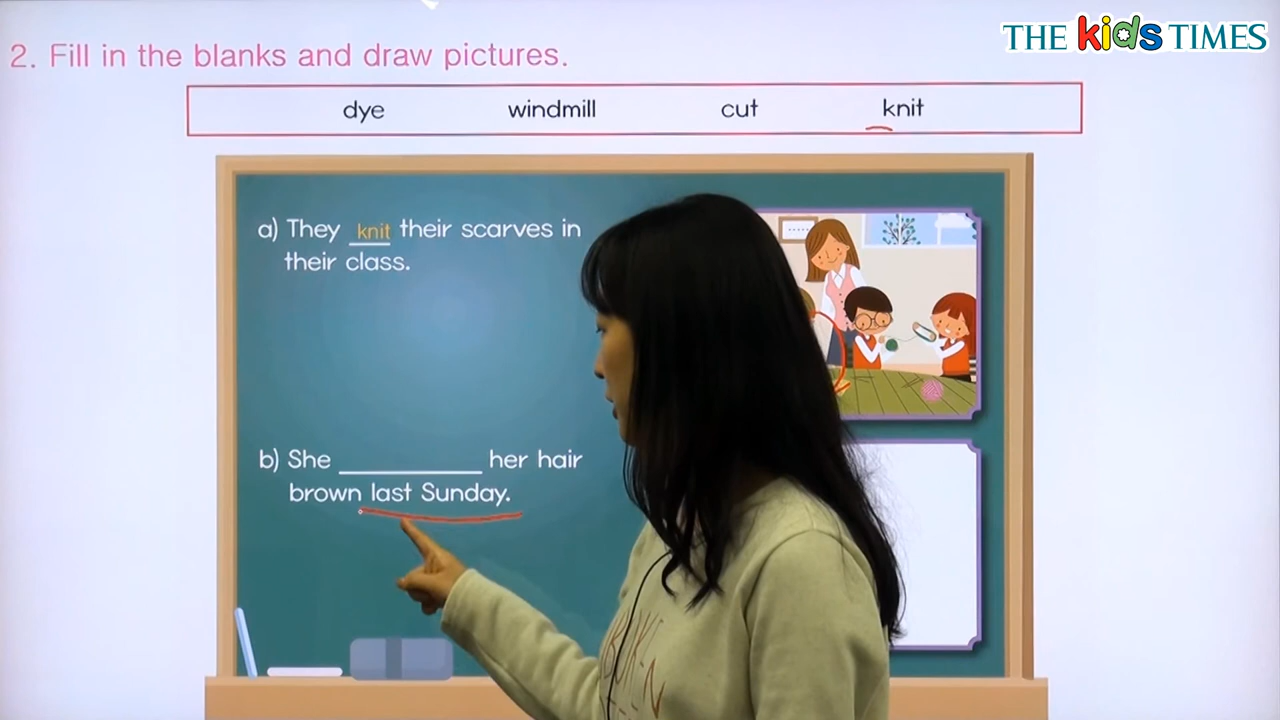 THE kids TIMES
2. Fill in the blanks and draw pictures.
dye windmill cut knit
a) They knit their scarves in
their class.
b) She __________ her hair
brown last Sunday.